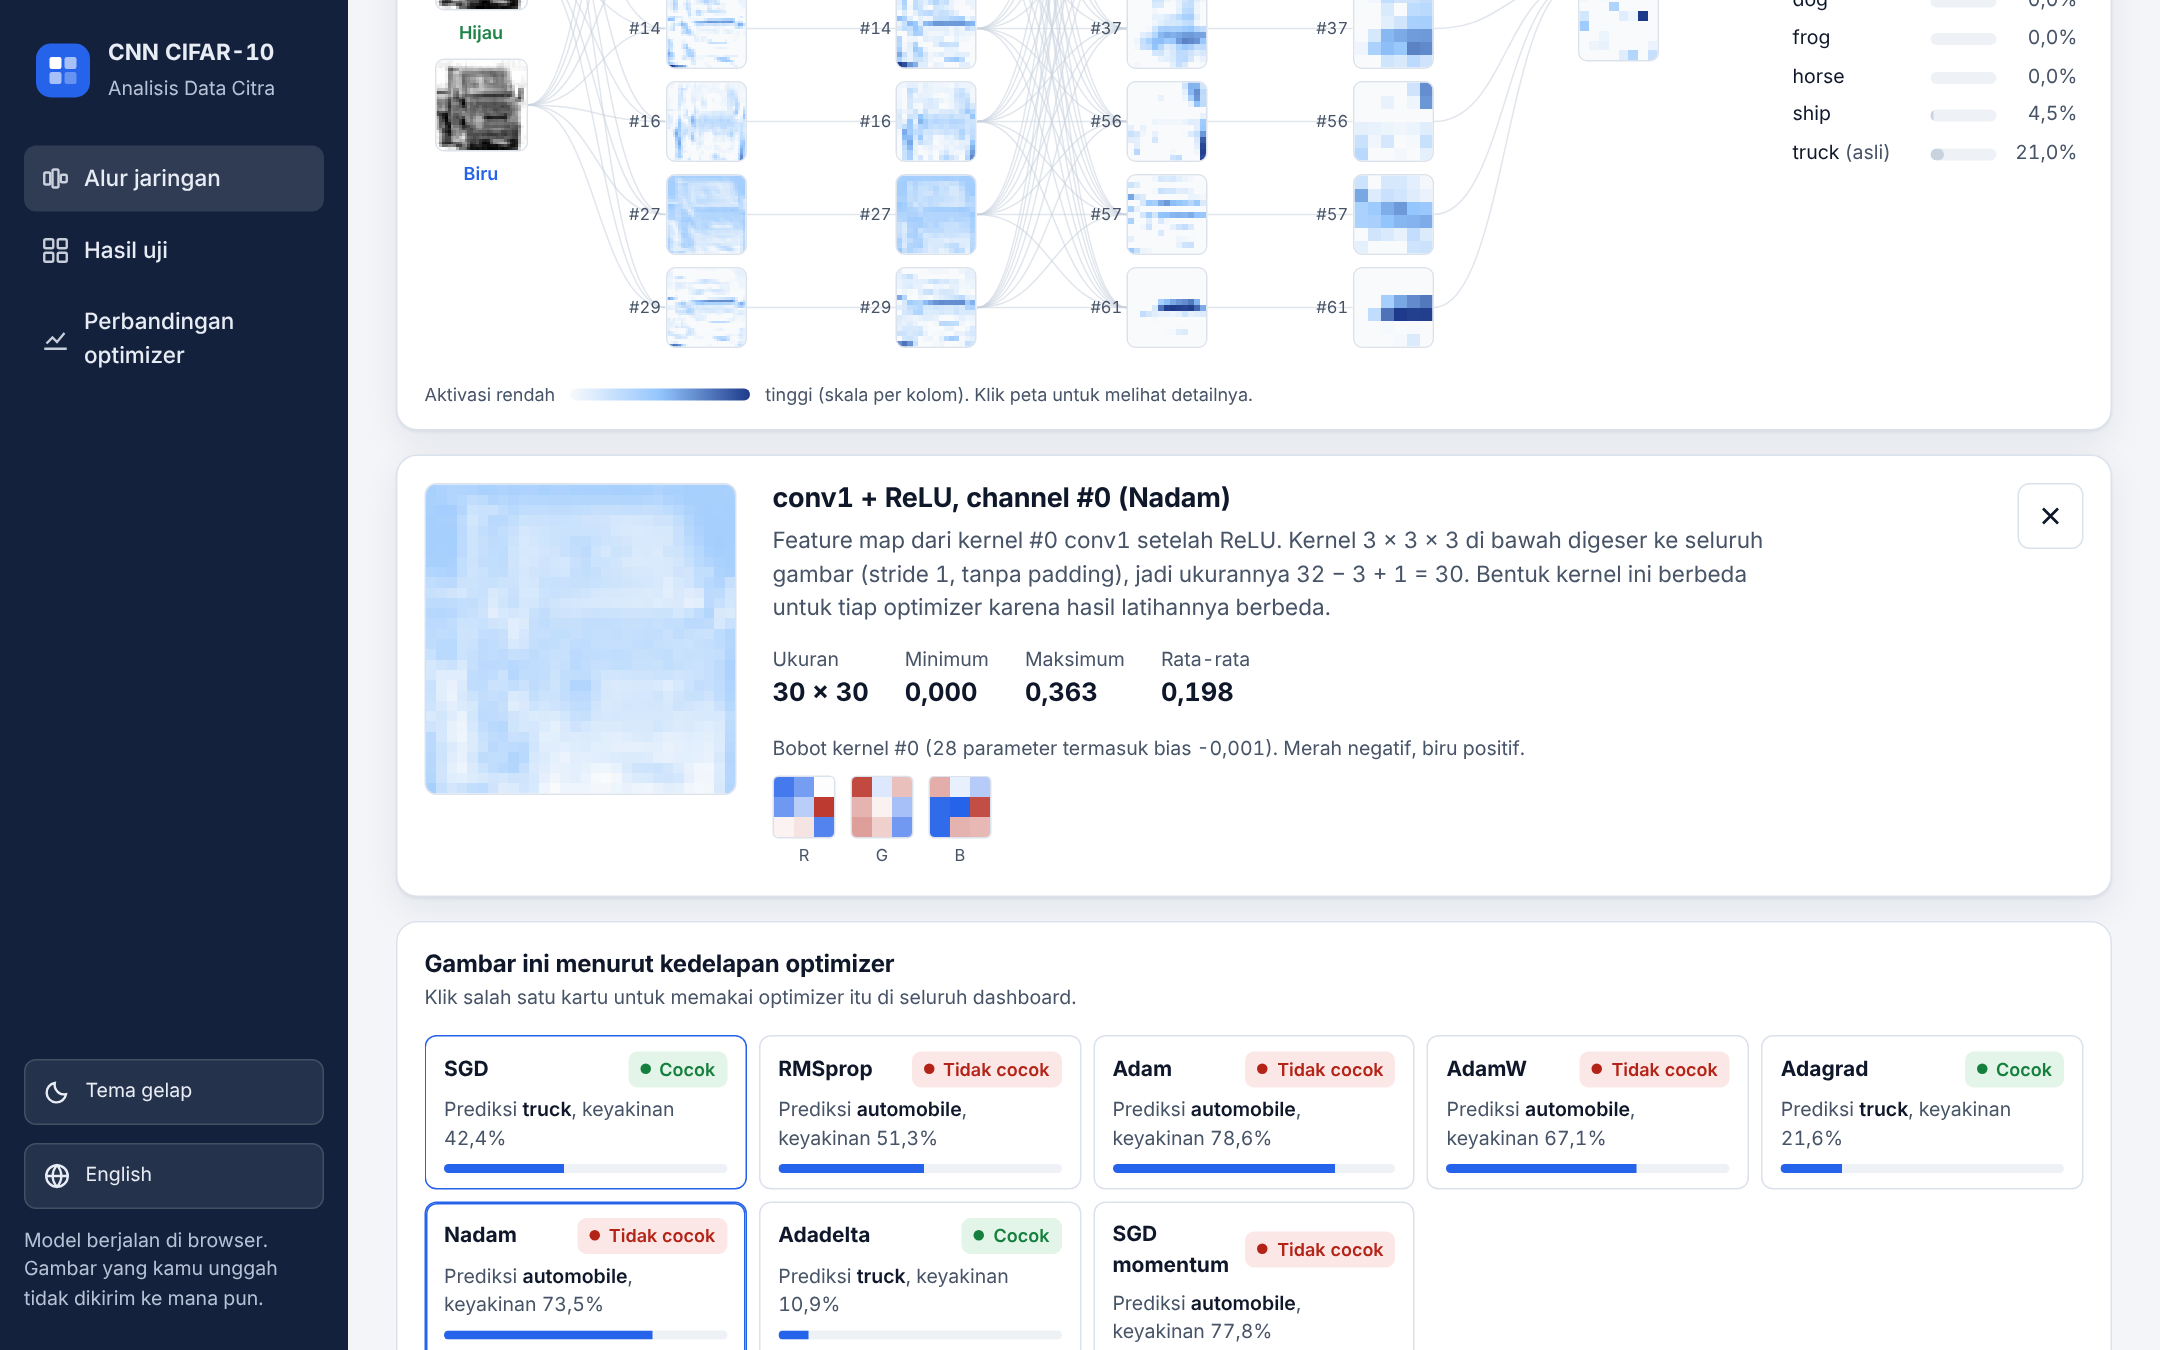 CNN CIFAR-10
Analisis Data Citra
Alur jaringan
Hasil uji
Perbandingan
optimizer
Tema gelap
English
Model berjalan di browser.
Gambar yang kamu unggah
tidak dikirim ke mana pun.
Hijau
Biru
#14 #14 #37 #37
#16 #16 #56 #56
#27 #27 #57 #57
#29 #29 #61 #61
dog 0,0%
frog 0,0%
horse 0,0%
ship 4,5%
truck (asli) 21,0%
Aktivasi rendah tinggi (skala per kolom). Klik peta untuk melihat detailnya.
conv1 + ReLU, channel #0 (Nadam)
Feature map dari kernel #0 conv1 setelah ReLU. Kernel 3 × 3 × 3 di bawah digeser ke seluruh
gambar (stride 1, tanpa padding), jadi ukurannya 32 − 3 + 1 = 30. Bentuk kernel ini berbeda
untuk tiap optimizer karena hasil latihannya berbeda.
Ukuran Minimum Maksimum Rata-rata
30 × 30 0,000 0,363 0,198
Bobot kernel #0 (28 parameter termasuk bias -0,001). Merah negatif, biru positif.
R G B
Gambar ini menurut kedelapan optimizer
Klik salah satu kartu untuk memakai optimizer itu di seluruh dashboard.
SGD Cocok
Prediksi truck, keyakinan
42,4%
RMSprop Tidak cocok
Prediksi automobile,
keyakinan 51,3%
Adam Tidak cocok
Prediksi automobile,
keyakinan 78,6%
AdamW Tidak cocok
Prediksi automobile,
keyakinan 67,1%
Adagrad Cocok
Prediksi truck, keyakinan
21,6%
Nadam Tidak cocok
Prediksi automobile,
keyakinan 73,5%
Adadelta Cocok
Prediksi truck, keyakinan
10,9%
SGD
momentum Tidak cocok
Prediksi automobile,
keyakinan 77,8%